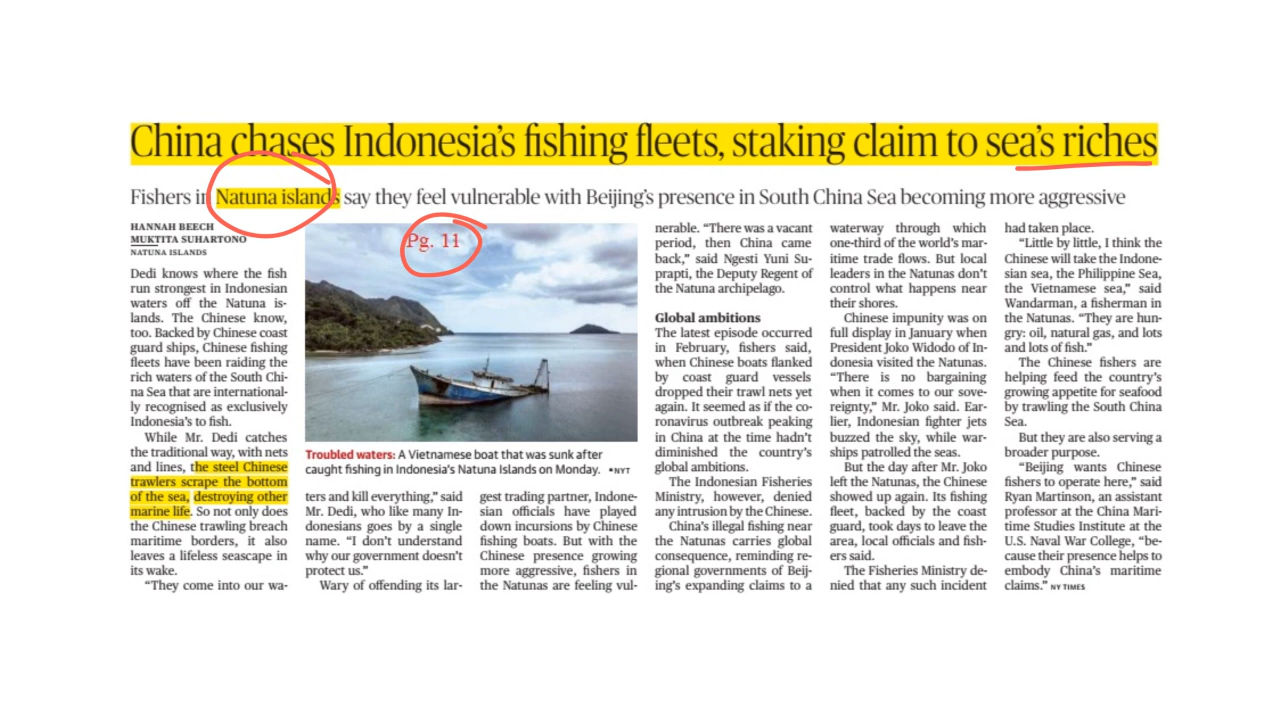 China chases Indonesia's fishing fleets, staking claim to sea's riches
Fishers in Natuna islands say they feel vulnerable with Beijing's presence in South China Sea becoming more aggressive
HANNAH BEECH
MUKTITA SUHARTONO
NATUNA ISLANDS
Dedi knows where the fish
run strongest in Indonesian
waters off the Natuna is-
lands. The Chinese know,
too. Backed by Chinese coast
guard ships, Chinese fishing
fleets have been raiding the
rich waters of the South Chi-
na Sea that are international-
ly recognised as exclusively
Indonesia's to fish.
While Mr. Dedi catches
the traditional way, with nets
and lines, the steel Chinese
trawlers scrape the bottom
of the sea, destroying other
marine life. So not only does
the Chinese trawling breach
maritime borders, it also
leaves a lifeless seascape in
its wake.
"They come into our wa-
Pg. 11
Troubled waters: A Vietnamese boat that was sunk after
caught fishing in Indonesia's Natuna Islands on Monday. •NYT
ters and kill everything," said
Mr. Dedi, who like many In-
donesians goes by a single
name. "I don't understand
why our government doesn't
protect us."
Wary of offending its lar-
gest trading partner, Indone-
sian officials have played
down incursions by Chinese
fishing boats. But with the
Chinese presence growing
more aggressive, fishers in
the Natunas are feeling vul-
nerable. "There was a vacant
period, then China came
back," said Ngesti Yuni Su-
prapti, the Deputy Regent of
the Natuna archipelago.
Global ambitions
The latest episode occurred
in February, fishers said,
when Chinese boats flanked
by coast guard vessels
dropped their trawl nets yet
again. It seemed as if the co-
ronavirus outbreak peaking
in China at the time hadn't
diminished the country's
global ambitions.
The Indonesian Fisheries
Ministry, however, denied
any intrusion by the Chinese.
China's illegal fishing near
the Natunas carries global
consequence, reminding re-
gional governments of Beij-
ing's expanding claims to a
waterway through which
one-third of the world's mar-
itime trade flows. But local
leaders in the Natunas don't
control what happens near
their shores.
Chinese impunity was on
full display in January when
President Joko Widodo of In-
donesia visited the Natunas.
"There is no bargaining
when it comes to our sove-
reignty," Mr. Joko said. Ear-
lier, Indonesian fighter jets
buzzed the sky, while war-
ships patrolled the seas.
But the day after Mr. Joko
left the Natunas, the Chinese
showed up again. Its fishing
fleet, backed by the coast
guard, took days to leave the
area, local officials and fish-
ers said.
The Fisheries Ministry de-
nied that any such incident
had taken place.
"Little by little, I think the
Chinese will take the Indone-
sian sea, the Philippine Sea,
the Vietnamese sea," said
Wandarman, a fisherman in
the Natunas. "They are hun-
gry: oil, natural gas, and lots
and lots of fish."
The Chinese fishers are
helping feed the country's
growing appetite for seafood
by trawling the South China
Sea.
But they are also serving a
broader purpose.
"Beijing wants Chinese
fishers to operate here," said
Ryan Martinson, an assistant
professor at the China Mari-
time Studies Institute at the
U.S. Naval War College, "be-
cause their presence helps to
embody China's maritime
claims." NY TIMES